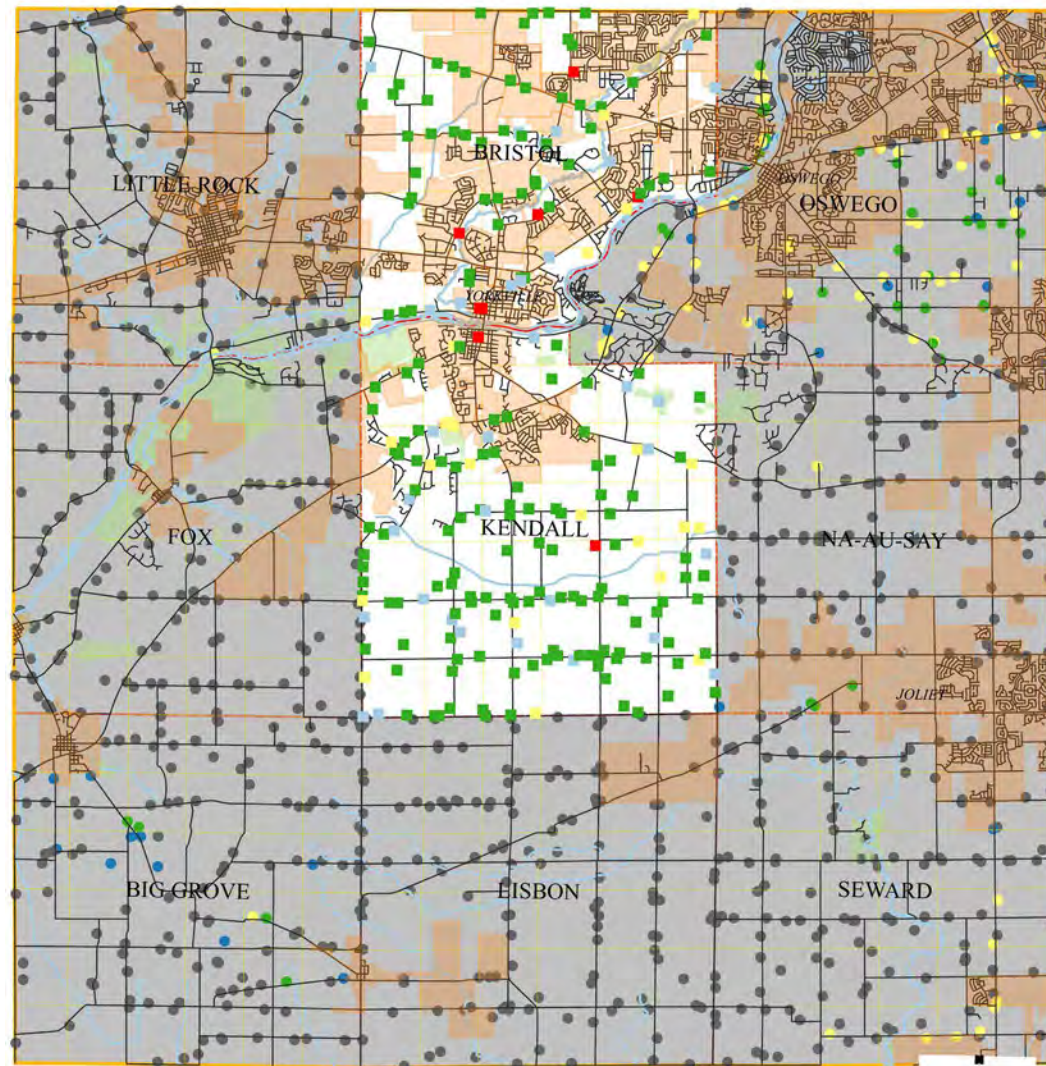 BRISTOL
LITTLE ROCK
OSWEGO
OSWEGO
YORKVILLE
KENDALL
FOX
NA-AU-SAY
JOLIET
BIG GROVE
LISBON
SEWARD